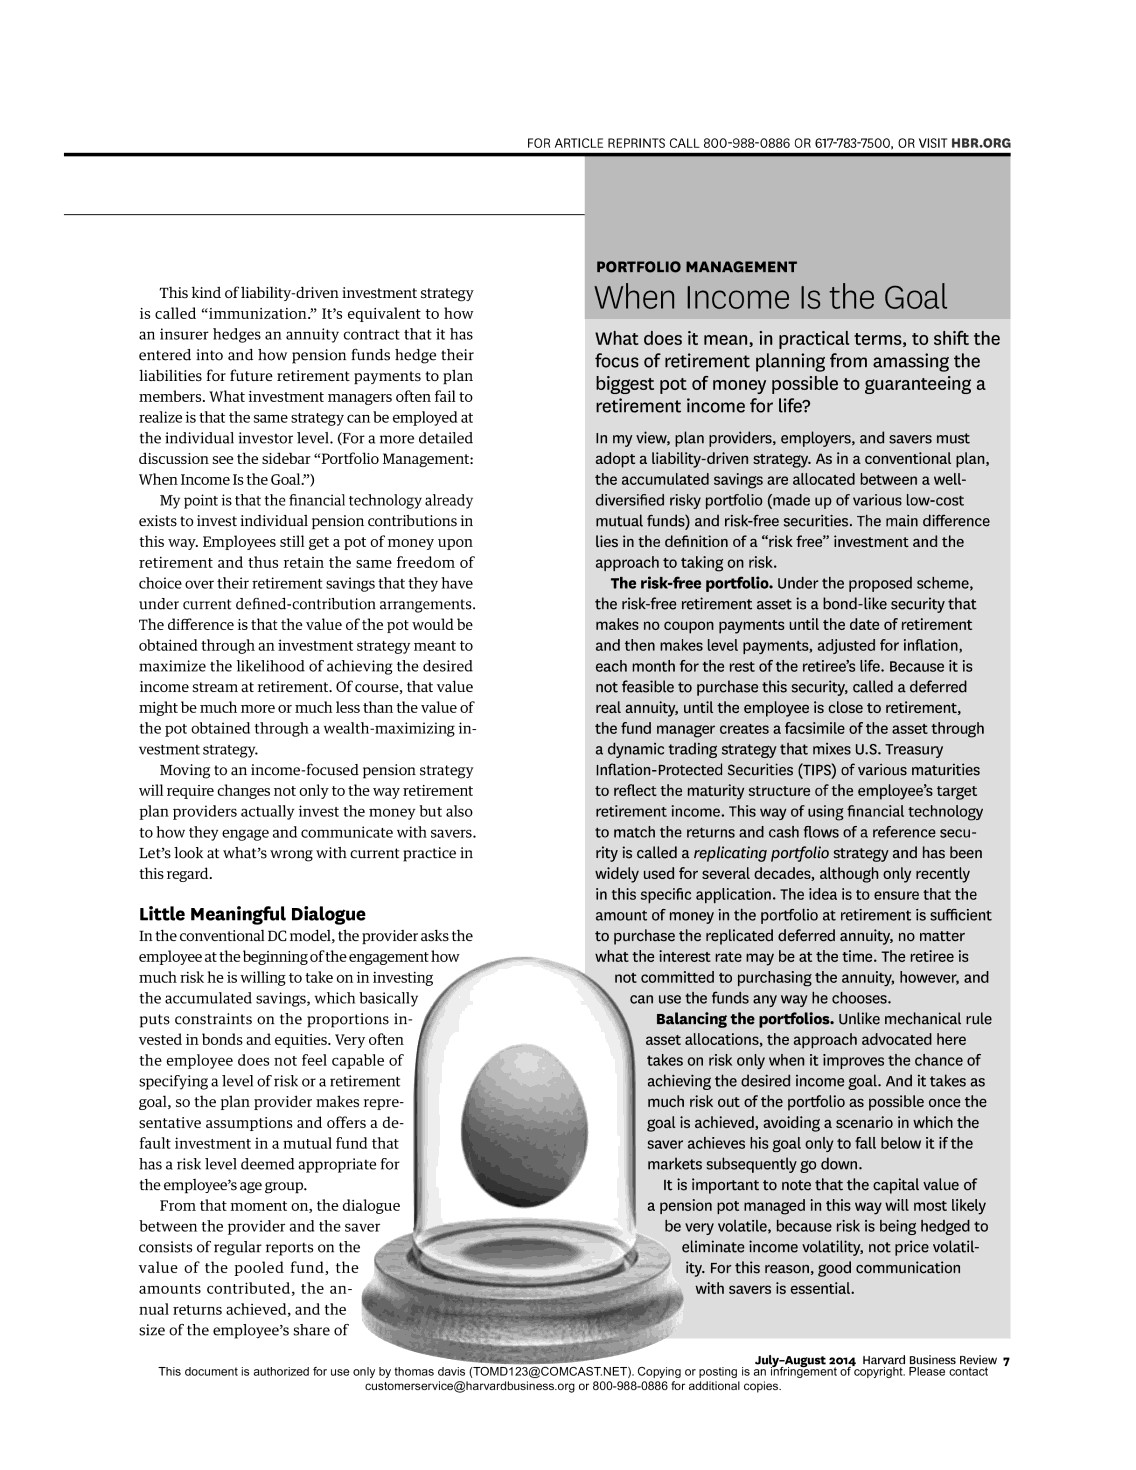 FOR ARTICLE REPRINTS CALL 800-988-0886 OR 617-783-7500, OR VISIT HBR.ORG
This kind of liability-driven investment strategy
is called “immunization.” It’s equivalent to how
an insurer hedges an annuity contract that it has
entered into and how pension funds hedge their
liabilities for future retirement payments to plan
members. What investment managers often fail to
realize is that the same strategy can be employed at
the individual investor level. (For a more detailed
discussion see the sidebar “Portfolio Management:
When Income Is the Goal.”)
My point is that the financial technology already
exists to invest individual pension contributions in
this way. Employees still get a pot of money upon
retirement and thus retain the same freedom of
choice over their retirement savings that they have
under current defined-contribution arrangements.
The difference is that the value of the pot would be
obtained through an investment strategy meant to
maximize the likelihood of achieving the desired
income stream at retirement. Of course, that value
might be much more or much less than the value of
the pot obtained through a wealth-maximizing in-
vestment strategy.
Moving to an income-focused pension strategy
will require changes not only to the way retirement
plan providers actually invest the money but also
to how they engage and communicate with savers.
Let’s look at what’s wrong with current practice in
this regard.
Little Meaningful Dialogue
In the conventional DC model, the provider asks the
employee at the beginning of the engagement how
much risk he is willing to take on in investing
the accumulated savings, which basically
puts constraints on the proportions in-
vested in bonds and equities. Very often
the employee does not feel capable of
specifying a level of risk or a retirement
goal, so the plan provider makes repre-
sentative assumptions and offers a de-
fault investment in a mutual fund that
has a risk level deemed appropriate for
the employee’s age group.
From that moment on, the dialogue
between the provider and the saver
consists of regular reports on the
value of the pooled fund, the
amounts contributed, the an-
nual returns achieved, and the
size of the employee’s share of
PORTFOLIO MANAGEMENT
When Income Is the Goal
What does it mean, in practical terms, to shift the
focus of retirement planning from amassing the
biggest pot of money possible to guaranteeing a
retirement income for life?
In my view, plan providers, employers, and savers must
adopt a liability-driven strategy. As in a conventional plan,
the accumulated savings are allocated between a well-
diversified risky portfolio (made up of various low-cost
mutual funds) and risk-free securities. The main difference
lies in the definition of a “risk free” investment and the
approach to taking on risk.
The risk-free portfolio. Under the proposed scheme,
the risk-free retirement asset is a bond-like security that
makes no coupon payments until the date of retirement
and then makes level payments, adjusted for inflation,
each month for the rest of the retiree’s life. Because it is
not feasible to purchase this security, called a deferred
real annuity, until the employee is close to retirement,
the fund manager creates a facsimile of the asset through
a dynamic trading strategy that mixes U.S. Treasury
Inflation-Protected Securities (TIPS) of various maturities
to reflect the maturity structure of the employee’s target
retirement income. This way of using financial technology
to match the returns and cash flows of a reference secu-
rity is called a replicating portfolio strategy and has been
widely used for several decades, although only recently
in this specific application. The idea is to ensure that the
amount of money in the portfolio at retirement is sufficient
to purchase the replicated deferred annuity, no matter
what the interest rate may be at the time. The retiree is
not committed to purchasing the annuity, however, and
can use the funds any way he chooses.
Balancing the portfolios. Unlike mechanical rule
asset allocations, the approach advocated here
takes on risk only when it improves the chance of
achieving the desired income goal. And it takes as
much risk out of the portfolio as possible once the
goal is achieved, avoiding a scenario in which the
saver achieves his goal only to fall below it if the
markets subsequently go down.
It is important to note that the capital value of
a pension pot managed in this way will most likely
be very volatile, because risk is being hedged to
eliminate income volatility, not price volatil-
ity. For this reason, good communication
with savers is essential.
July–August 2014 Harvard Business Review 7
This document is authorized for use only by thomas davis (TOMD123@COMCAST.NET). Copying or posting is an infringement of copyright. Please contact
customerservice@harvardbusiness.org or 800-988-0886 for additional copies.